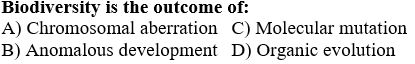 Biodiversity is the outcome of:
A) Chromosomal aberration C) Molecular mutation
B) Anomalous development D) Organic evolution